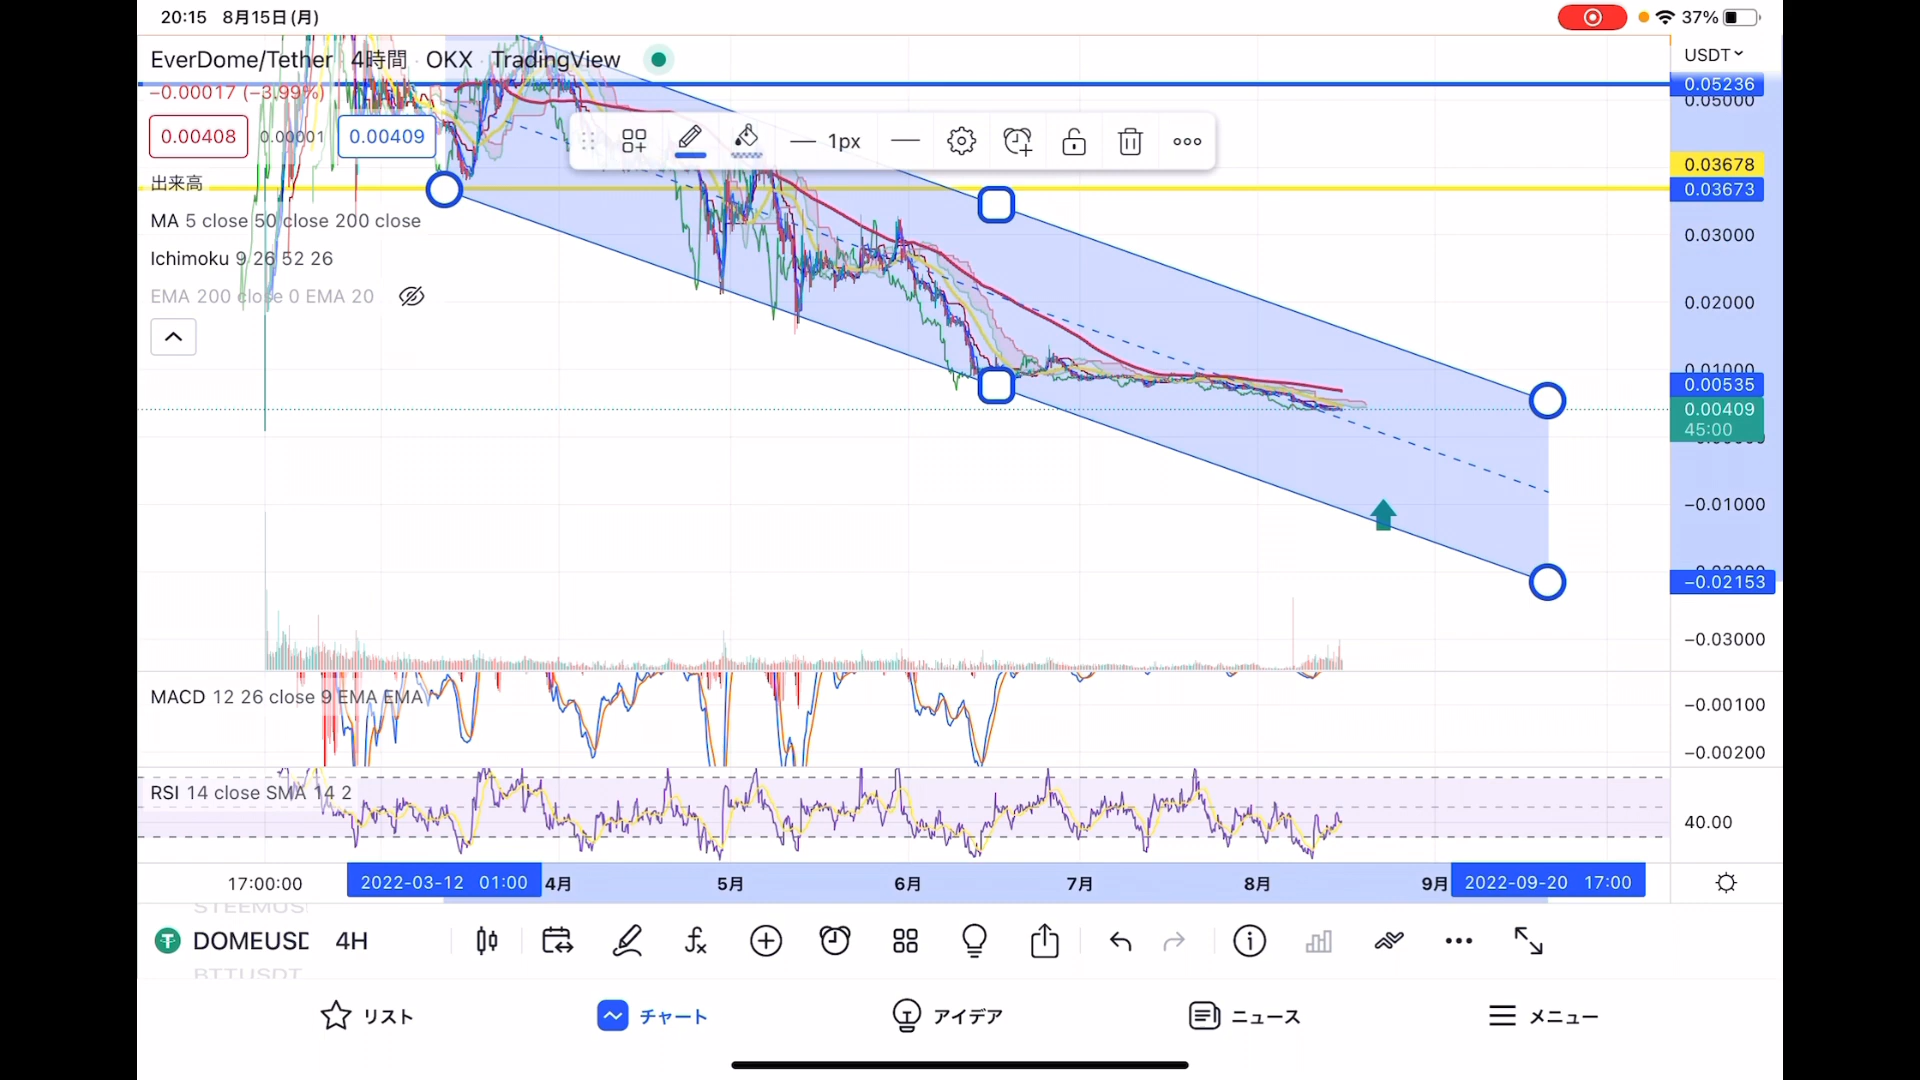 20:15 8月15日(月)
37%
EverDome/Tether 4時間 · OKX · TradingView
USDT
0.05236
−0.00017 (−3.99%)
0.05000
0.00408 0.00001 0.00409
1px
0.03678
出来高
0.03673
MA 5 close 50 close 200 close
0.03000
Ichimoku 9 26 52 26
EMA 200 close 0 EMA 20
0.02000
0.01000
0.00535
0.00409
45:00
−0.01000
−0.02153
−0.03000
MACD 12 26 close 9 EMA EMA
−0.00100
−0.00200
RSI 14 close SMA 14 2
40.00
17:00:00 2022-03-12 01:00 4月 5月 6月 7月 8月 9月 2022-09-20 17:00
DOMEUSD 4H
BTTUSDT
リスト チャート アイデア ニュース メニュー